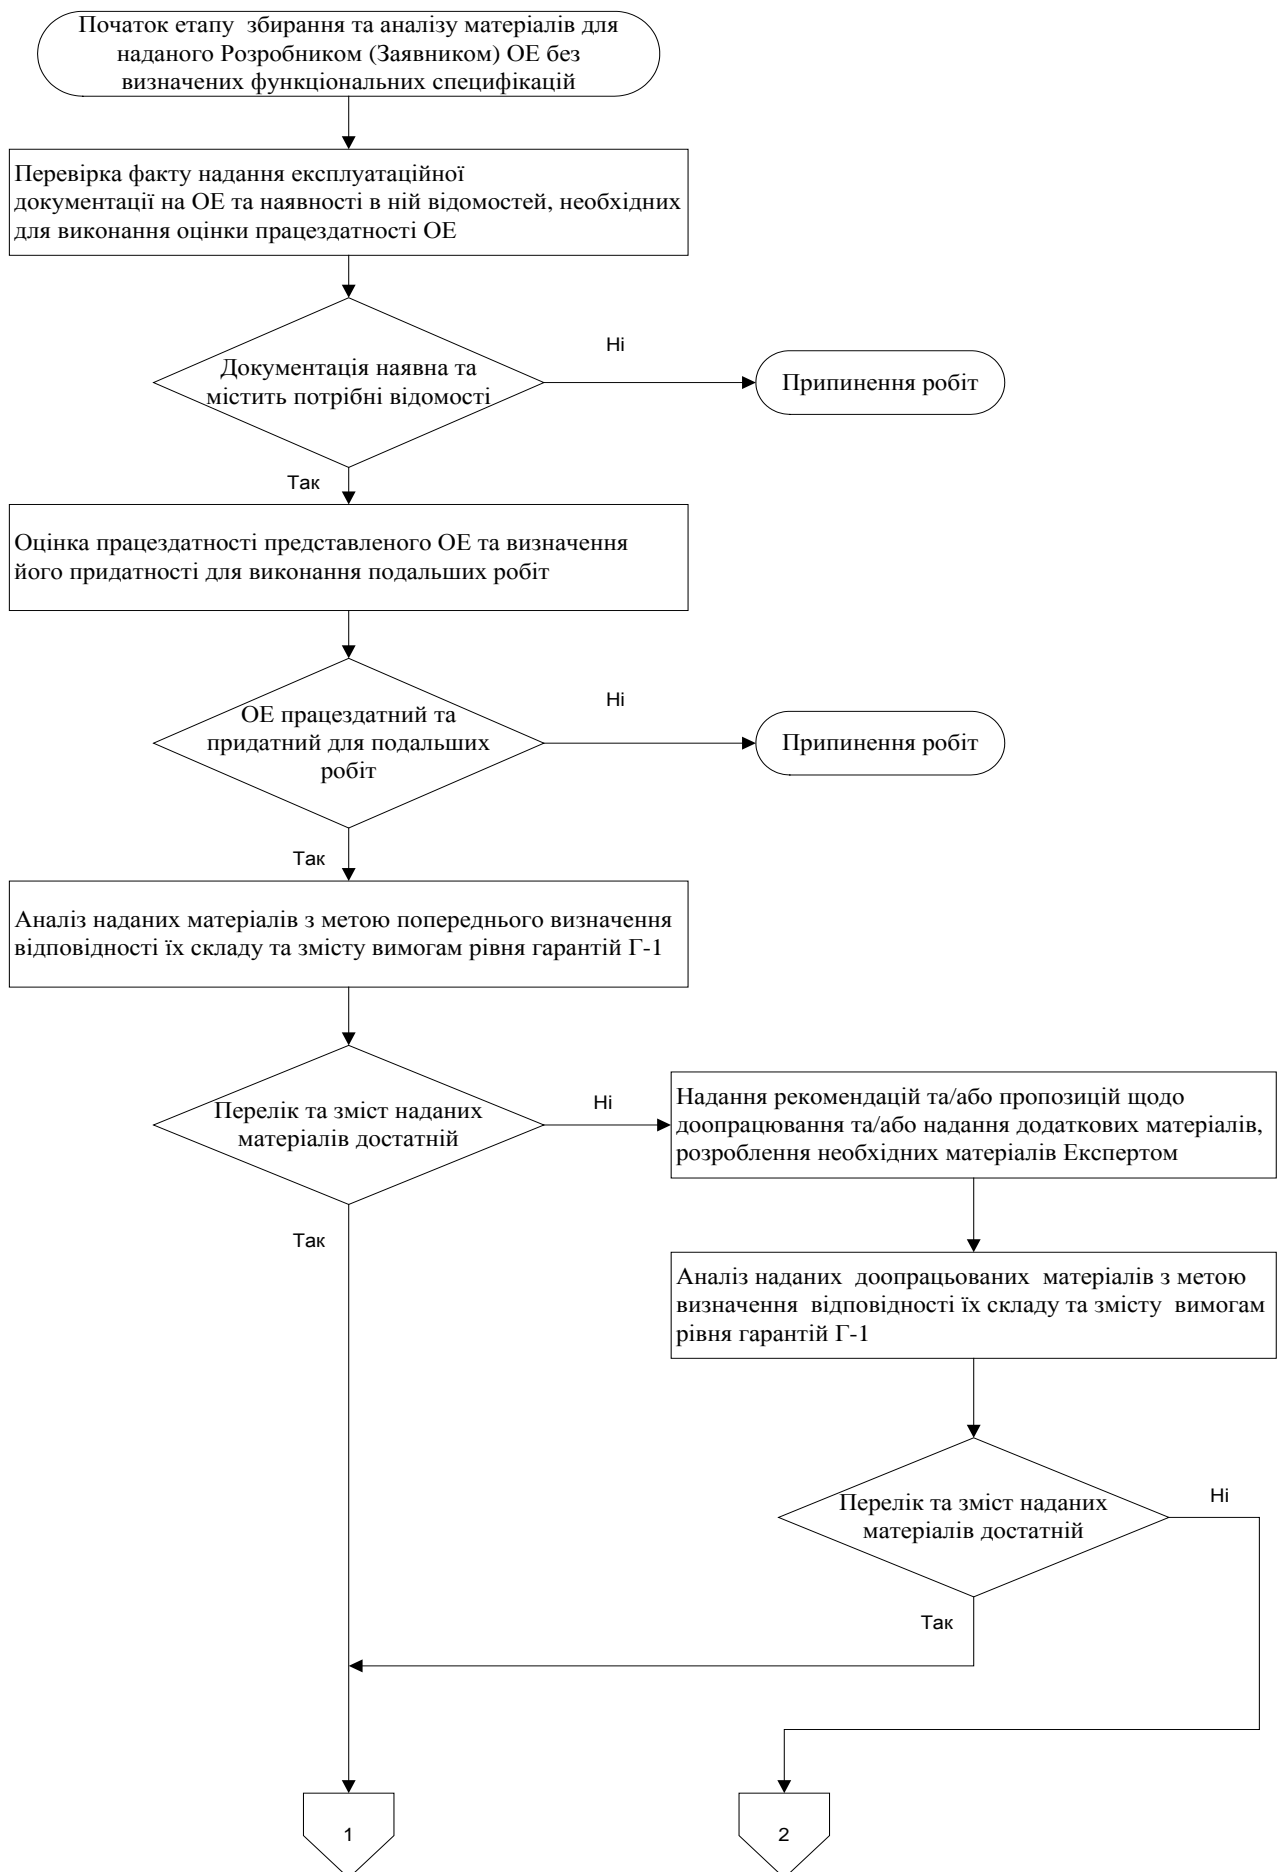 Початок етапу збирання та аналізу матеріалів для
наданого Розробником (Заявником) ОЕ без
визначених функціональних специфікацій
Перевірка факту надання експлуатаційної
документації на ОЕ та наявності в ній відомостей, необхідних
для виконання оцінки працездатності ОЕ
Документація наявна та
містить потрібні відомості
Ні
Припинення робіт
Так
Оцінка працездатності представленого ОЕ та визначення
його придатності для виконання подальших робіт
ОЕ працездатний та
придатний для подальших
робіт
Ні
Припинення робіт
Так
Аналіз наданих матеріалів з метою попереднього визначення
відповідності їх складу та змісту вимогам рівня гарантій Г-1
Перелік та зміст наданих
матеріалів достатній
Ні
Надання рекомендацій та/або пропозицій щодо
доопрацювання та/або надання додаткових матеріалів,
розроблення необхідних матеріалів Експертом
Так
Аналіз наданих доопрацьованих матеріалів з метою
визначення відповідності їх складу та змісту вимогам
рівня гарантій Г-1
Перелік та зміст наданих
матеріалів достатній
Ні
Так
1
2